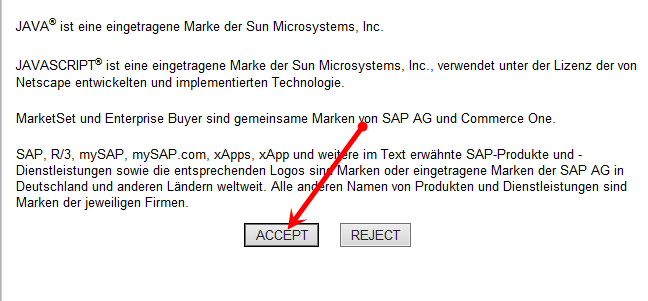 JAVA® ist eine eingetragene Marke der Sun Microsystems, Inc.
JAVASCRIPT® ist eine eingetragene Marke der Sun Microsystems, Inc., verwendet unter der Lizenz der von
Netscape entwickelten und implementierten Technologie.
MarketSet und Enterprise Buyer sind gemeinsame Marken von SAP AG und Commerce One.
SAP, R/3, mySAP, mySAP.com, xApps, xApp und weitere im Text erwähnte SAP-Produkte und -
Dienstleistungen sowie die entsprechenden Logos sind Marken oder eingetragene Marken der SAP AG in
Deutschland und anderen Ländern weltweit. Alle anderen Namen von Produkten und Dienstleistungen sind
Marken der jeweiligen Firmen.
ACCEPT REJECT